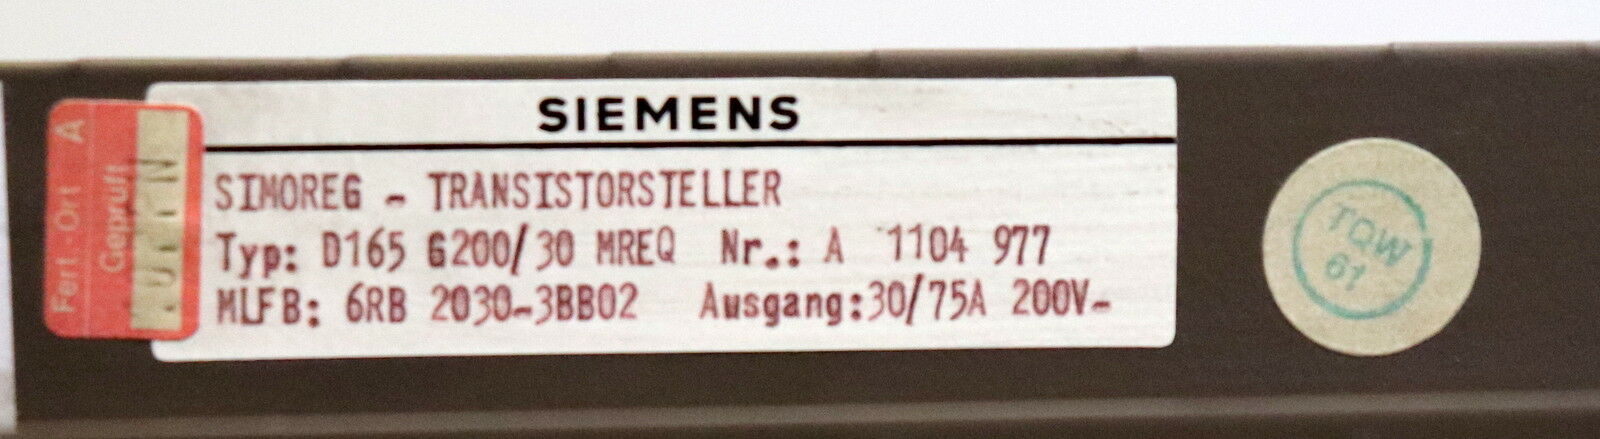 SIEMENS
SIMOREG - TRANSISTORSTELLER
Typ: D165 G200/30 MREQ Nr.: A 1104 977
MLFB: 6RB 2030-3BB02 Ausgang:30/75A 200V-
Fert.-Ort A
Geprüft
TQW
61